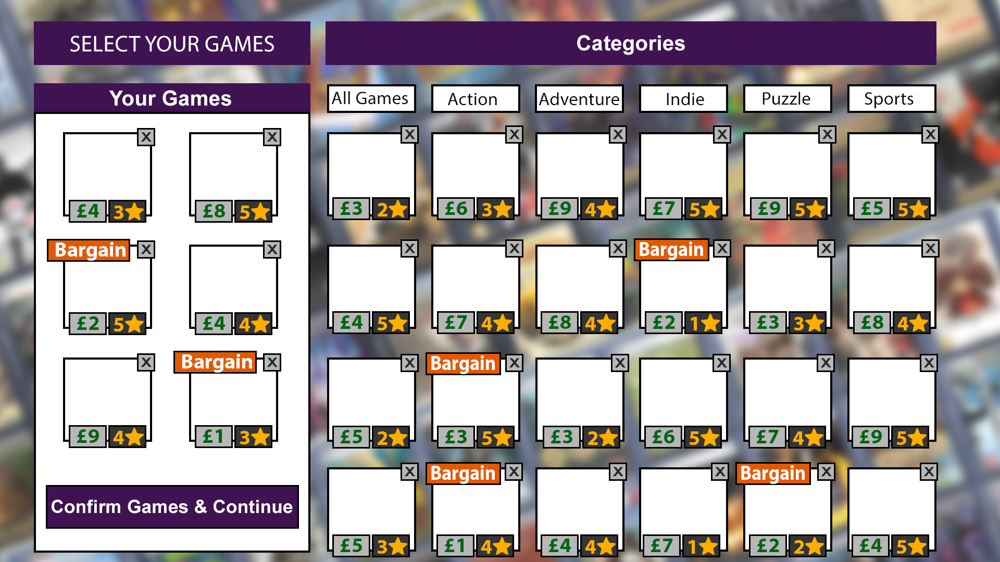 SELECT YOUR GAMES
Categories
Your Games
All Games
Action
Adventure
Indie
Puzzle
Sports
X
X
£4 3
£8 5
Bargain X
X
£2 5
£4 4
X
Bargain X
£9 4
£1 3
Confirm Games & Continue
X
X
X
X
X
X
£3 2
£6 3
£9 4
£7 5
£9 5
£5 5
X
X
X
Bargain X
X
X
£4 5
£7 4
£8 4
£2 1
£3 3
£8 4
X
Bargain X
X
X
X
X
£5 2
£3 5
£3 2
£6 5
£7 4
£9 5
X
Bargain X
X
X
Bargain X
X
£5 3
£1 4
£4 4
£7 1
£2 2
£4 5